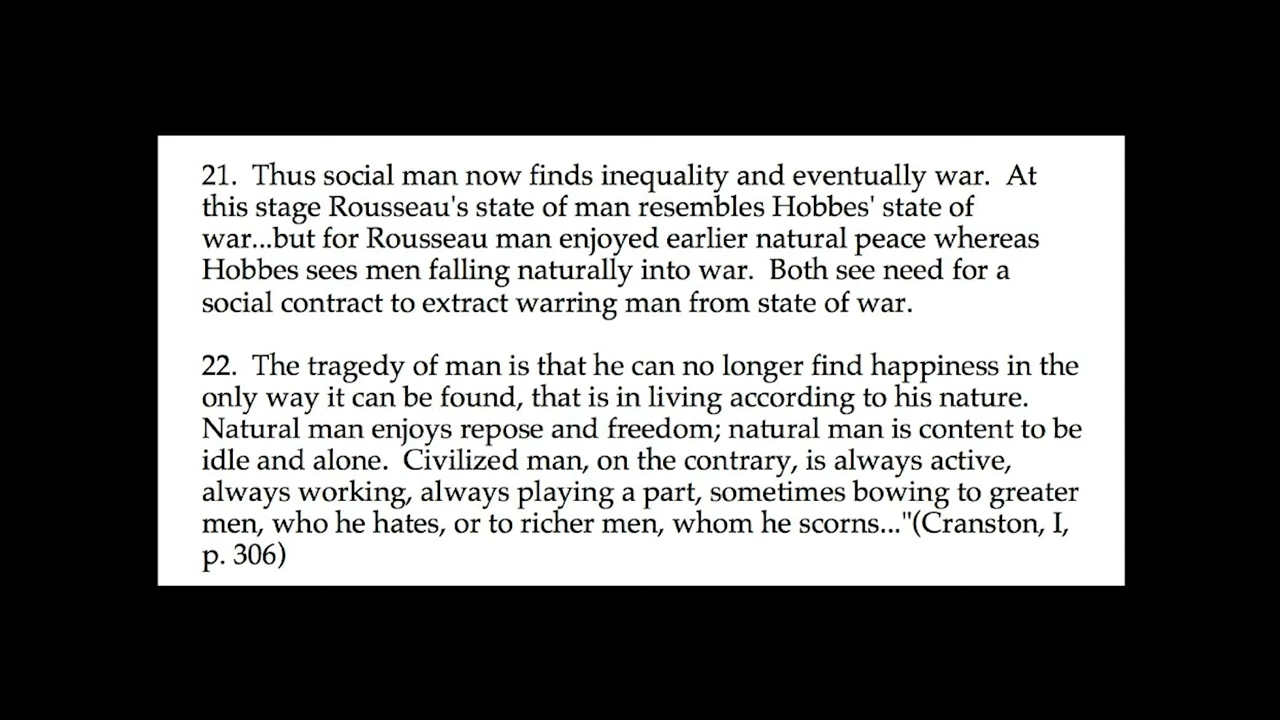 21.  Thus social man now finds inequality and eventually war.  At
this stage Rousseau's state of man resembles Hobbes' state of
war...but for Rousseau man enjoyed earlier natural peace whereas
Hobbes sees men falling naturally into war.  Both see need for a
social contract to extract warring man from state of war.
22.  The tragedy of man is that he can no longer find happiness in the
only way it can be found, that is in living according to his nature.
Natural man enjoys repose and freedom; natural man is content to be
idle and alone.  Civilized man, on the contrary, is always active,
always working, always playing a part, sometimes bowing to greater
men, who he hates, or to richer men, whom he scorns..."(Cranston, I,
p. 306)